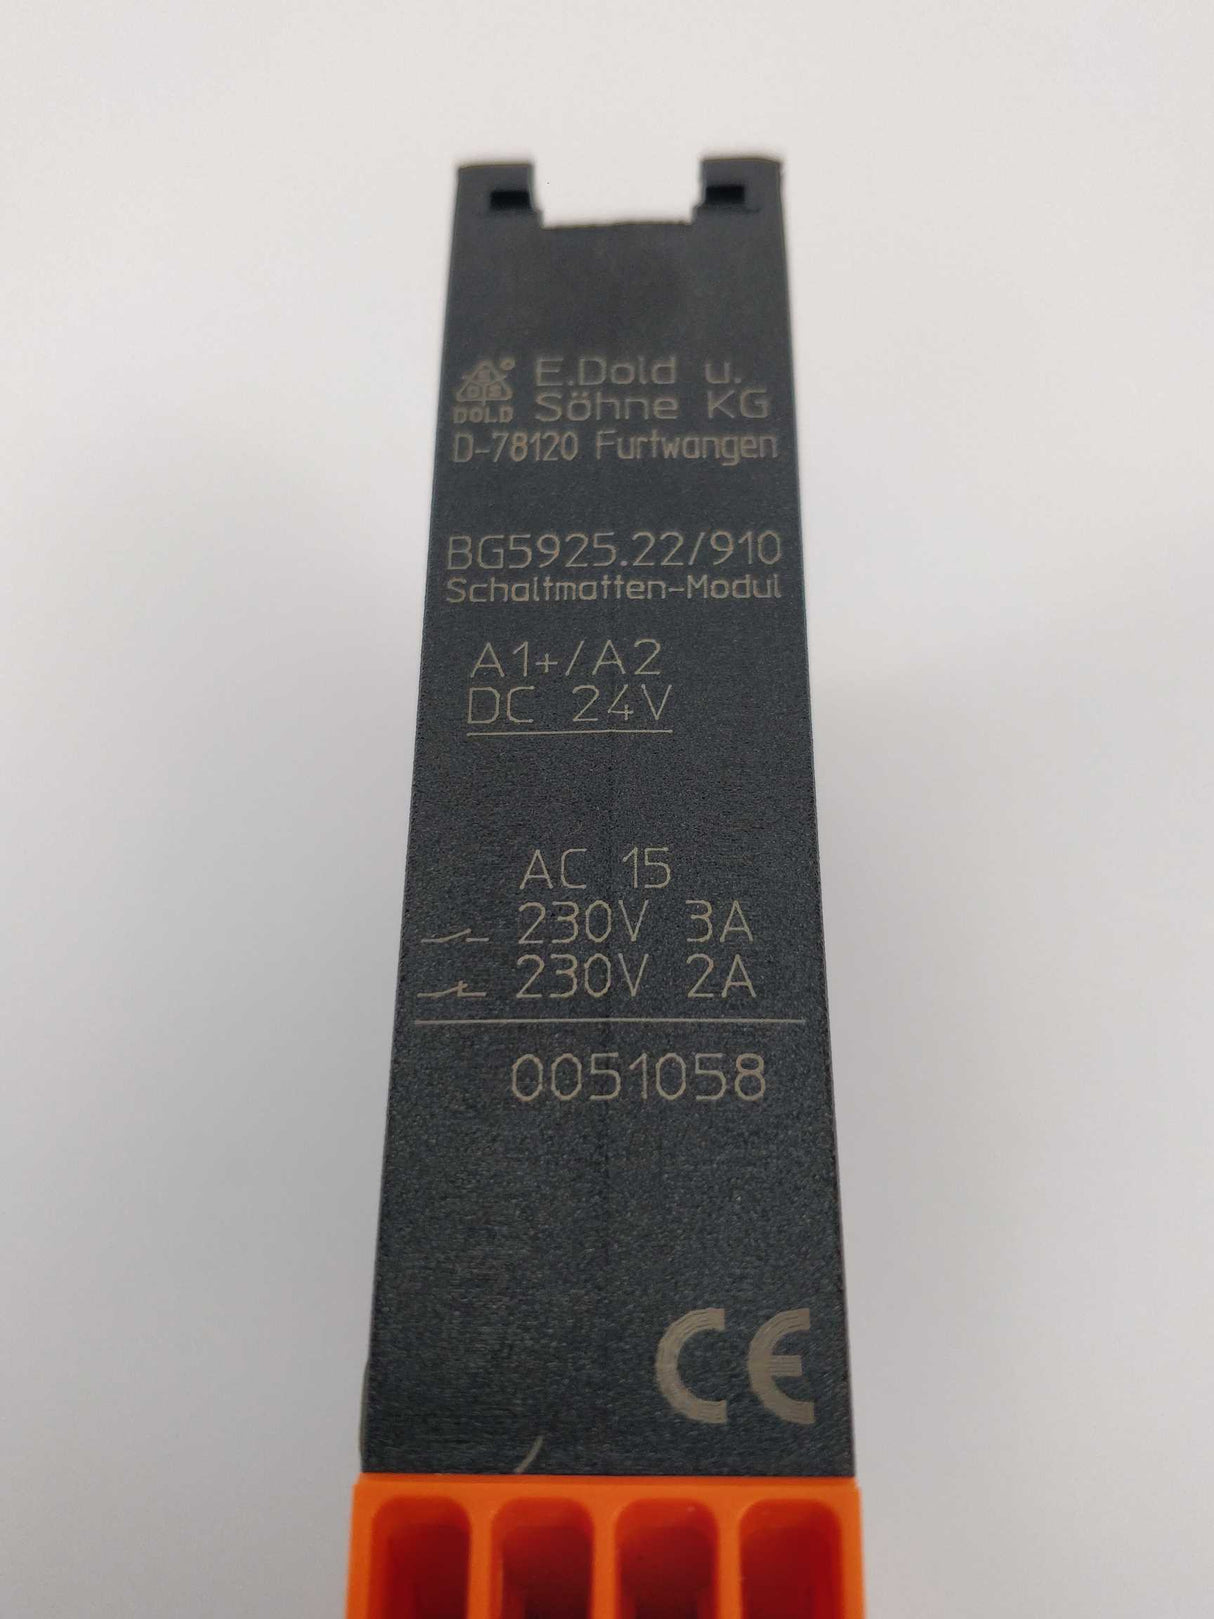 E.Dold u.
Söhne KG
DOLD
D-78120 Furtwangen
BG5925.22/910
Schaltmatten-Modul
A1+/A2
DC 24V
AC 15
230V 3A
230V 2A
0051058
CE